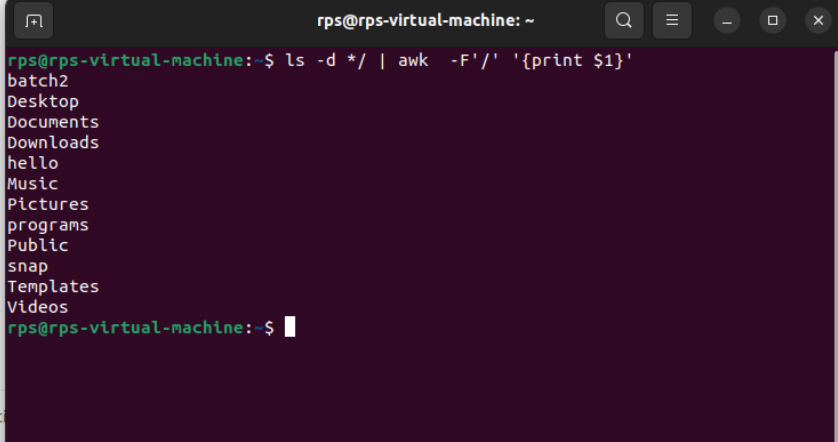 rps@rps-virtual-machine: ~
rps@rps-virtual-machine:~$ ls -d */ | awk  -F'/' '{print $1}'
batch2
Desktop
Documents
Downloads
hello
Music
Pictures
programs
Public
snap
Templates
Videos
rps@rps-virtual-machine:~$